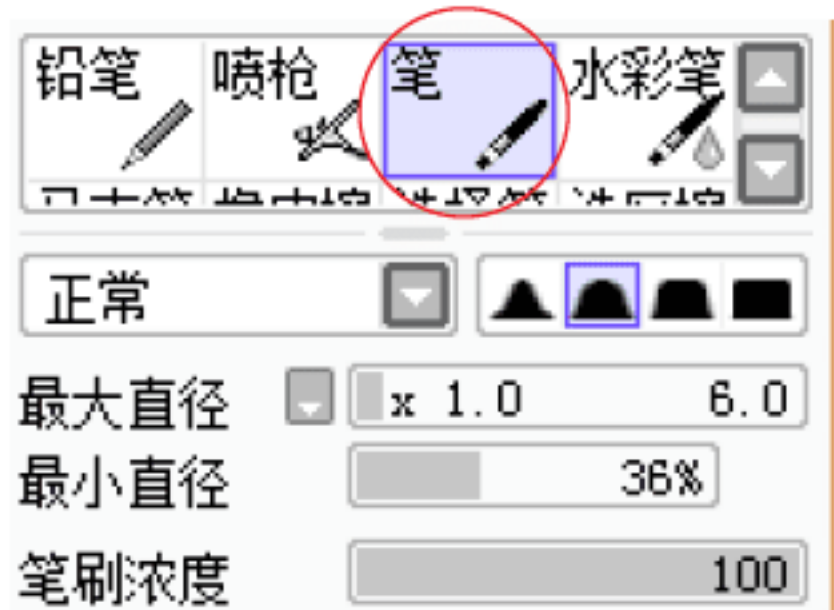 铅笔 喷枪 笔 水彩笔
正常
最大直径 x 1.0 6.0
最小直径 36%
笔刷浓度 100